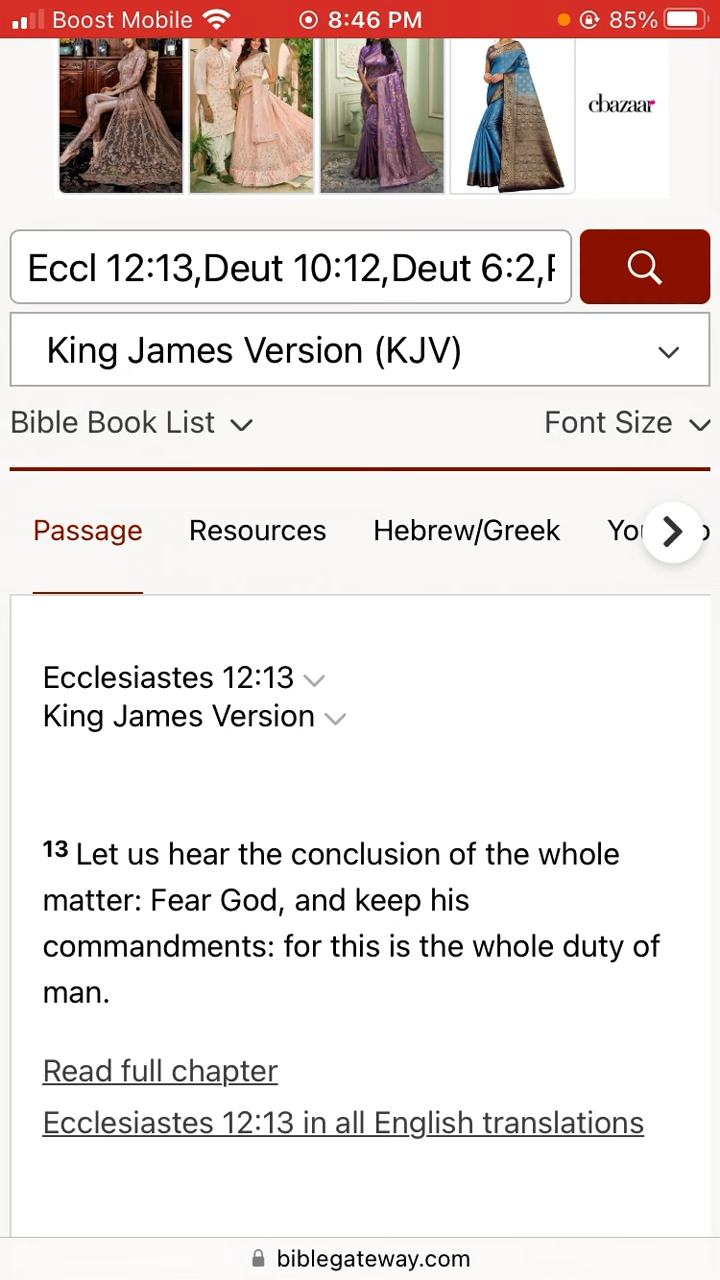 Boost Mobile 8:46 PM 85%
cbazaar
Eccl 12:13,Deut 10:12,Deut 6:2,
King James Version (KJV)
Bible Book List Font Size
Passage Resources Hebrew/Greek
Ecclesiastes 12:13
King James Version
13 Let us hear the conclusion of the whole
matter: Fear God, and keep his
commandments: for this is the whole duty of
man.
Read full chapter
Ecclesiastes 12:13 in all English translations
biblegateway.com